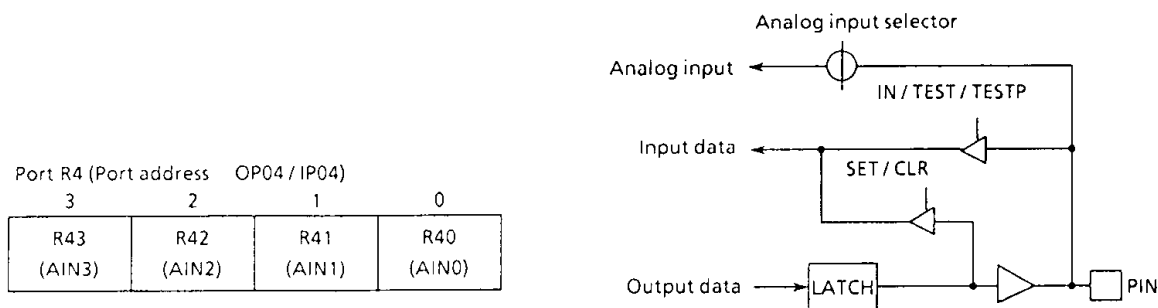 Analog input selector
Analog input
IN / TEST / TESTP
Input data
SET / CLR
Output data
LATCH
PIN
Port R4 (Port address OP04 / IP04)
3 2 1 0
R43 R42 R41 R40
(AIN3) (AIN2) (AIN1) (AIN0)